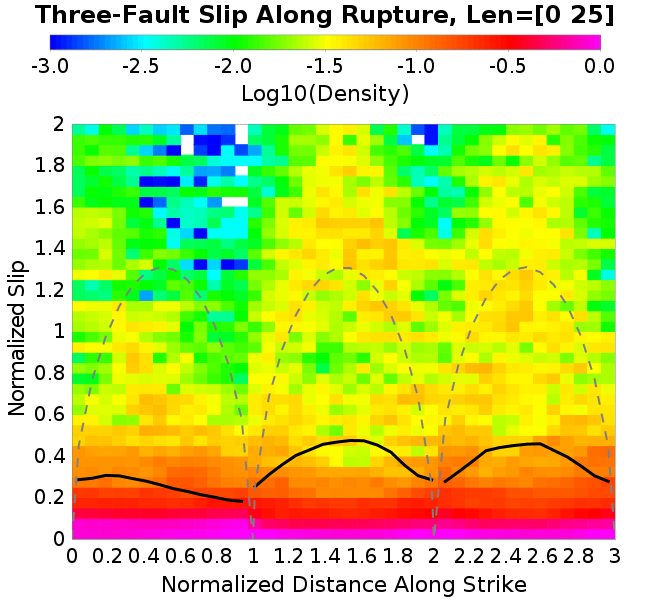 Three-Fault Slip Along Rupture, Len=[0 25]
-3.0 -2.5 -2.0 -1.5 -1.0 -0.5 0.0
Log10(Density)
2
1.8
1.6
1.4
1.2
1
0.8
0.6
0.4
0.2
0
Normalized Slip
0 0.2 0.4 0.6 0.8 1 1.2 1.4 1.6 1.8 2 2.2 2.4 2.6 2.8 3
Normalized Distance Along Strike